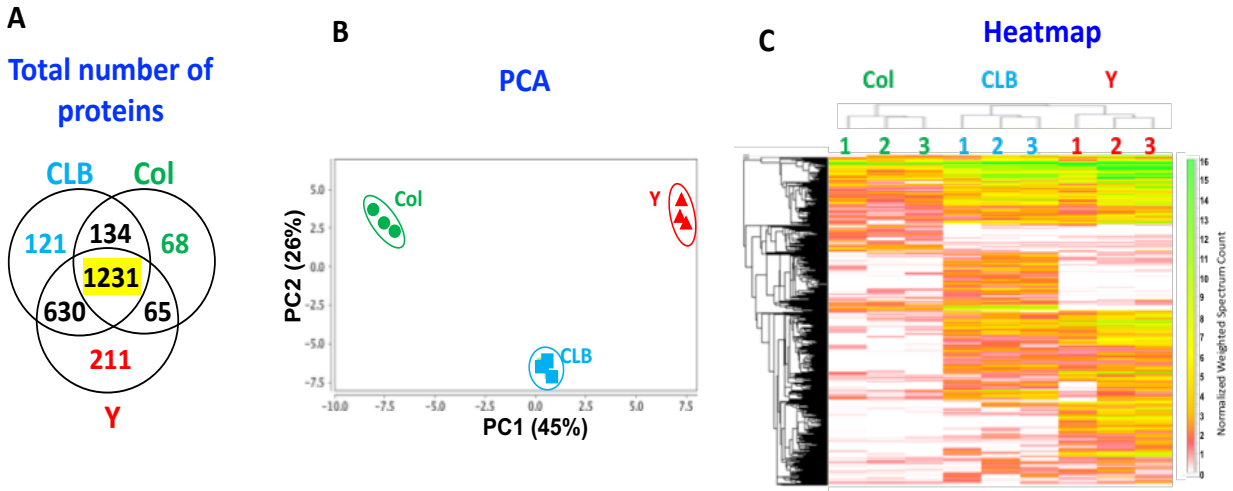 A
Total number of
proteins
CLB
Col
121
134
68
1231
630
65
211
Y
B
PCA
PC2 (26%)
5.0
2.5
0.0
-2.5
-5.0
-7.5
Col
Y
CLB
-10.0
-7.5
-5.0
-2.5
0.0
2.5
5.0
7.5
PC1 (45%)
C
Heatmap
Col
CLB
Y
1 2 3 1 2 3 1 2 3
16
15
14
13
12
11
10
9
8
7
6
5
4
3
2
1
0
Normalized Weighted Spectrum Count